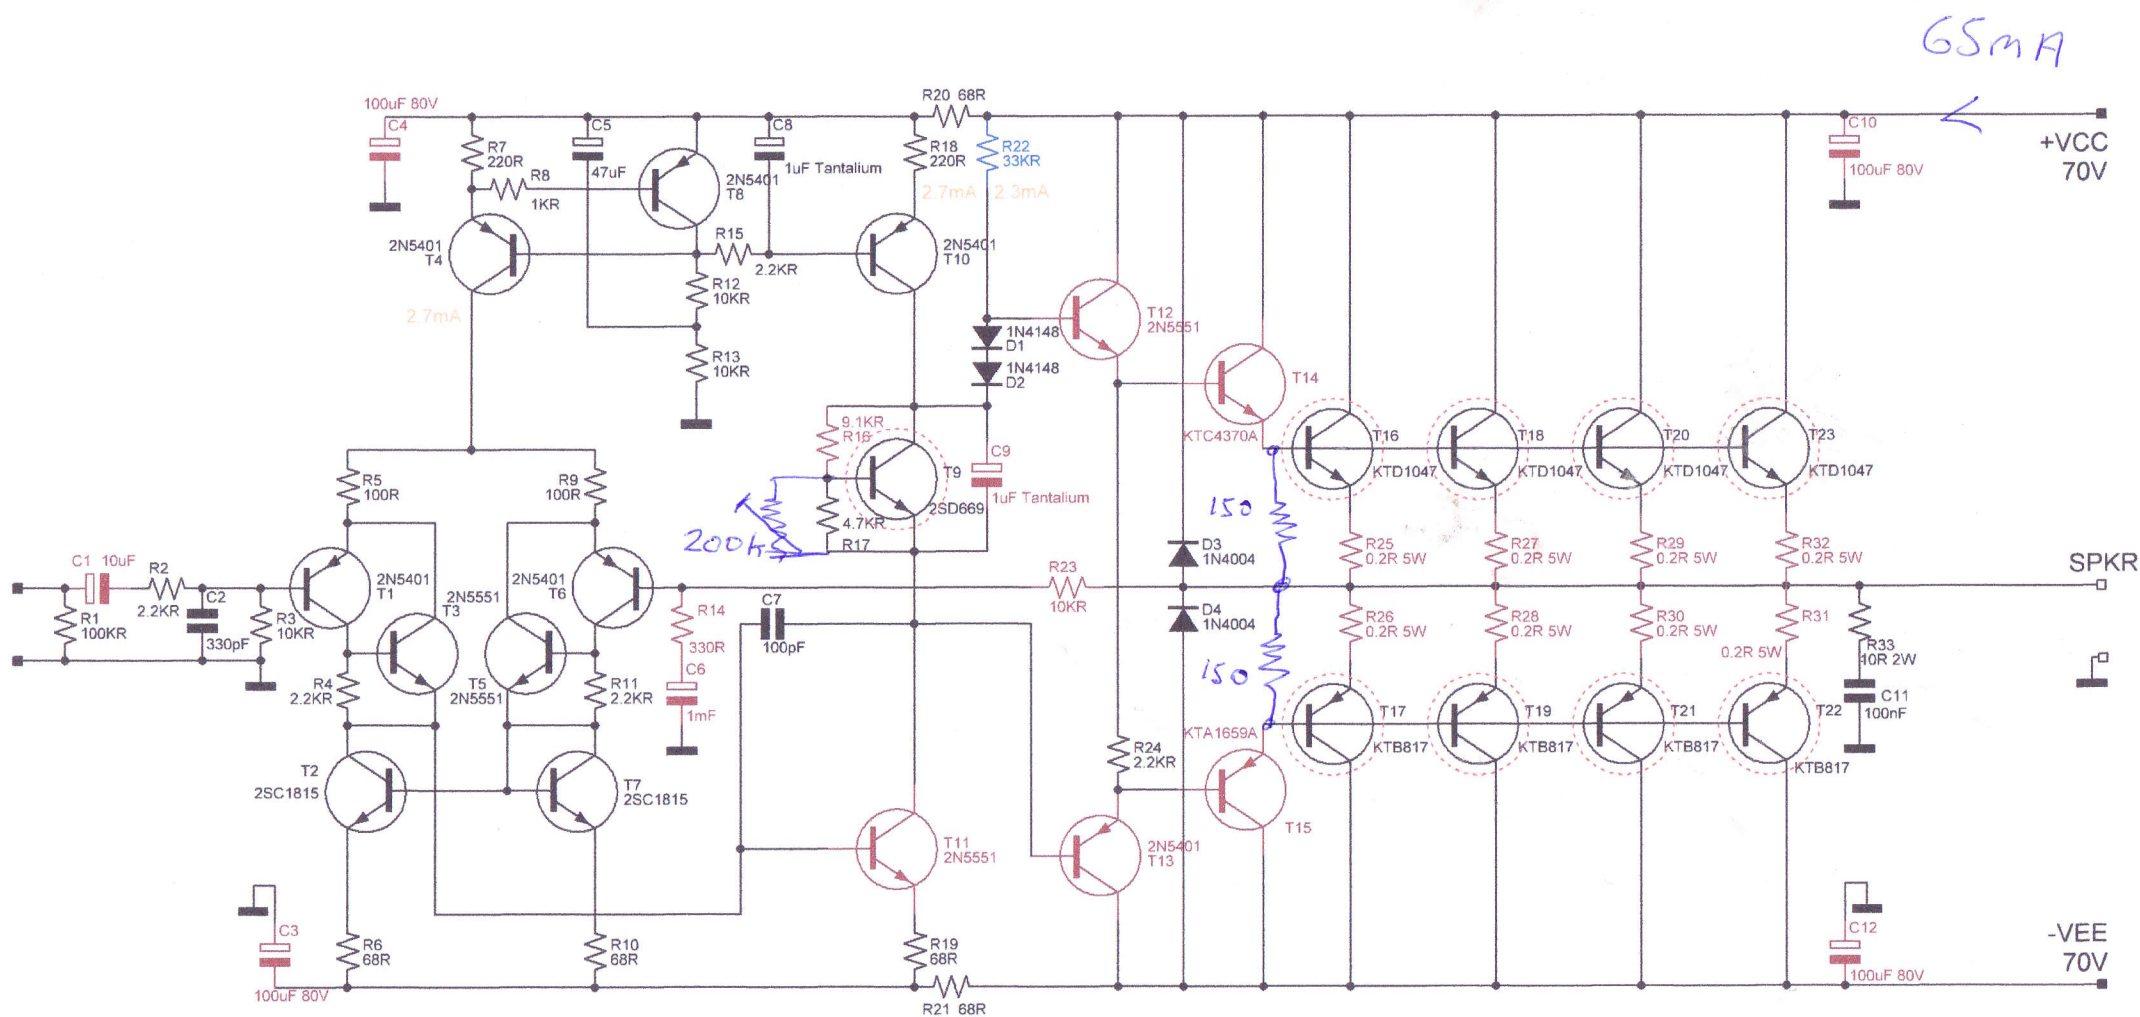 65mA
R20 68R
100uF 80V
C4
C5
47uF
C8
1uF Tantalium
R7
220R
R8
1KR
2N5401
T8
R18
220R
R22
33KR
2.7mA
2.3mA
C10
100uF 80V
+VCC
70V
2N5401
T4
R15
2.2KR
2N5401
T10
R12
10KR
2.7mA
R13
10KR
T12
2N5551
1N4148
D1
1N4148
D2
T14
KTC4370A
9.1KR
R16
T9
2SD669
C9
1uF Tantalium
4.7KR
R17
200k
150
T16
KTD1047
T18
KTD1047
T20
KTD1047
T23
KTD1047
R5
100R
R9
100R
C1 10uF
R2
2.2KR
C2
330pF
R1
100KR
R3
10KR
2N5401
T1
T3
2N5551
2N5401
T6
T5
2N5551
R4
2.2KR
R11
2.2KR
R14
330R
C6
1mF
C7
100pF
R23
10KR
D3
1N4004
D4
1N4004
R25
0.2R 5W
R27
0.2R 5W
R29
0.2R 5W
R32
0.2R 5W
SPKR
R26
0.2R 5W
R28
0.2R 5W
R30
0.2R 5W
R31
0.2R 5W
R33
10R 2W
C11
100nF
150
KTA1659A
T15
T17
KTB817
T19
KTB817
T21
KTB817
T22
KTB817
T2
2SC1815
T7
2SC1815
R24
2.2KR
T11
2N5551
2N5401
T13
C3
100uF 80V
R6
68R
R10
68R
R19
68R
R21 68R
C12
100uF 80V
-VEE
70V